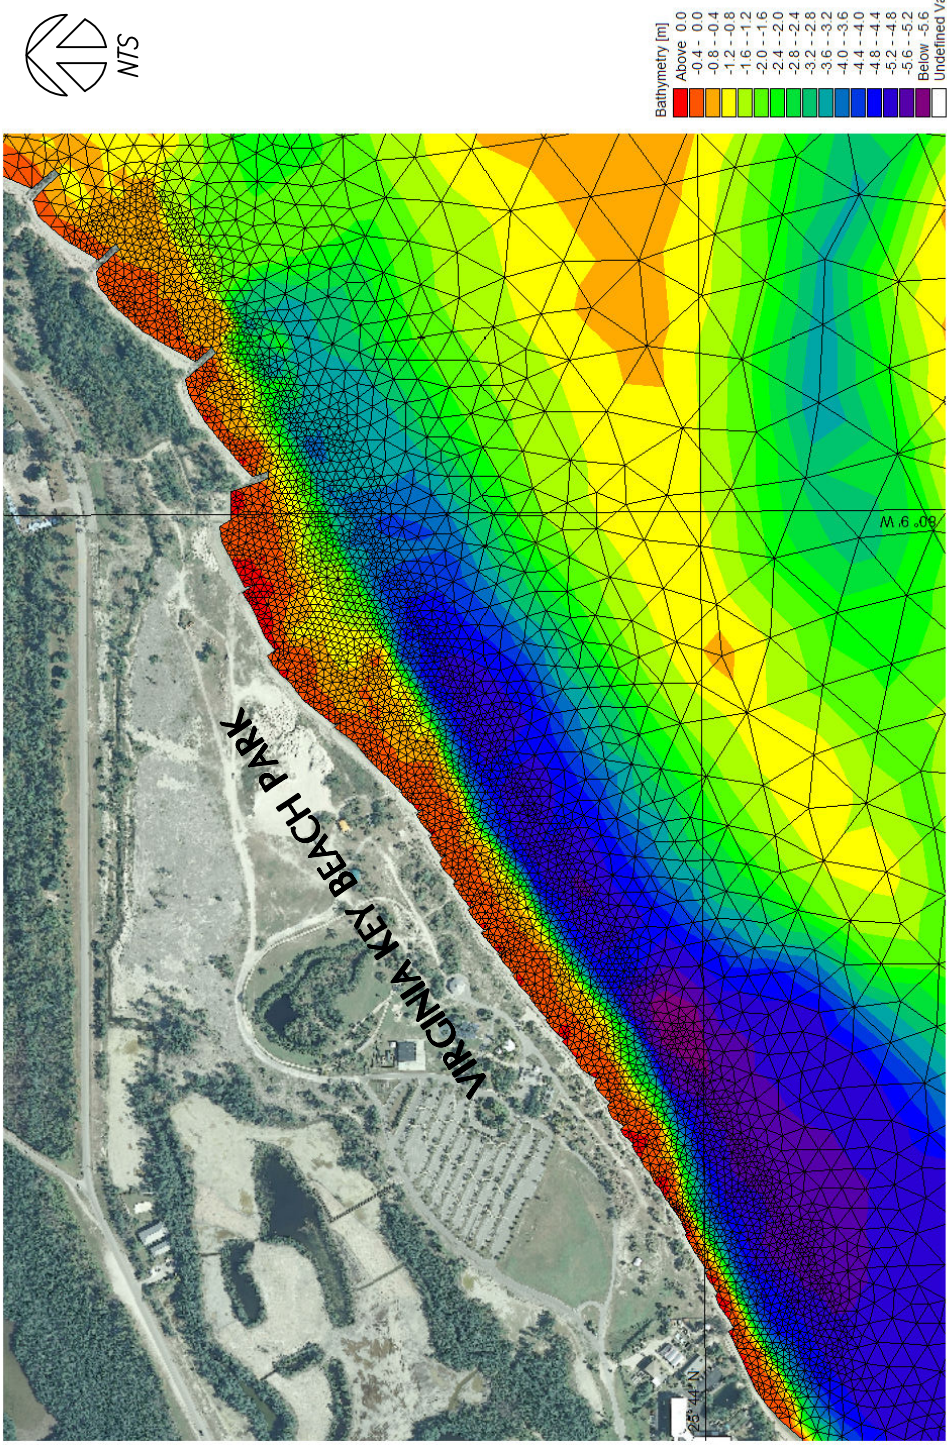 NTS
Bathymetry [m]
Above 0.0
-0.4 - 0.0
-0.8 - -0.4
-1.2 - -0.8
-1.6 - -1.2
-2.0 - -1.6
-2.4 - -2.0
-2.8 - -2.4
-3.2 - -2.8
-3.6 - -3.2
-4.0 - -3.6
-4.4 - -4.0
-4.8 - -4.4
-5.2 - -4.8
-5.6 - -5.2
Below -5.6
Undefined Va
80° 9' W
VIRGINIA KEY BEACH PARK
25° 44' N